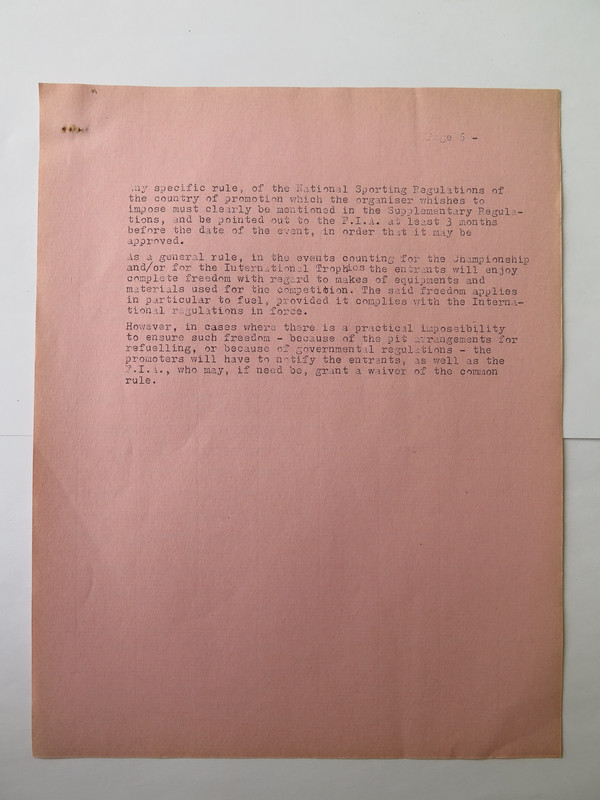 Page 6 -
Any specific rule, of the National Sporting Regulations of
the country of promotion which the organiser whishes to
impose must clearly be mentioned in the Supplementary Regula-
tions, and be pointed out to the F.I.A. at least 3 months
before the date of the event, in order that it may be
approved.
As a general rule, in the events counting for the Championship
and/or for the International Trophies the entrants will enjoy
complete freedom with regard to makes of equipments and
materials used for the competition. The said freedom applies
in particular to fuel, provided it complies with the Interna-
tional regulations in force.
However, in cases where there is a practical impossibility
to ensure such freedom - because of the pit arrangements for
refuelling, or because of governmental regulations - the
promoters will have to notify the entrants, as well as the
F.I.A., who may, if need be, grant a waiver of the common
rule.